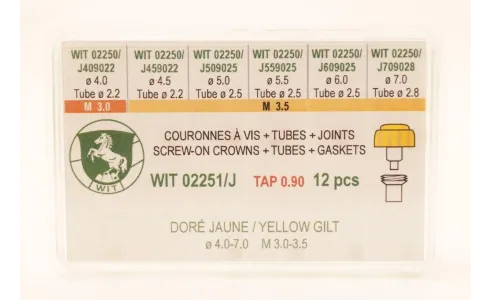 WIT 02250/ WIT 02250/ WIT 02250/ WIT 02250/ WIT 02250/ WIT 02250/
J409022 J459022 J509025 J559025 J609025 J709028
ø 4.0 ø 4.5 ø 5.0 ø 5.5 ø 6.0 ø 7.0
Tube ø 2.2 Tube ø 2.2 Tube ø 2.5 Tube ø 2.5 Tube ø 2.5 Tube ø 2.8
M 3.0 M 3.5
COURONNES À VIS + TUBES + JOINTS
SCREW-ON CROWNS + TUBES + GASKETS
WIT
WIT 02251/J TAP 0.90 12 pcs
DORÉ JAUNE / YELLOW GILT
ø 4.0-7.0 M 3.0-3.5